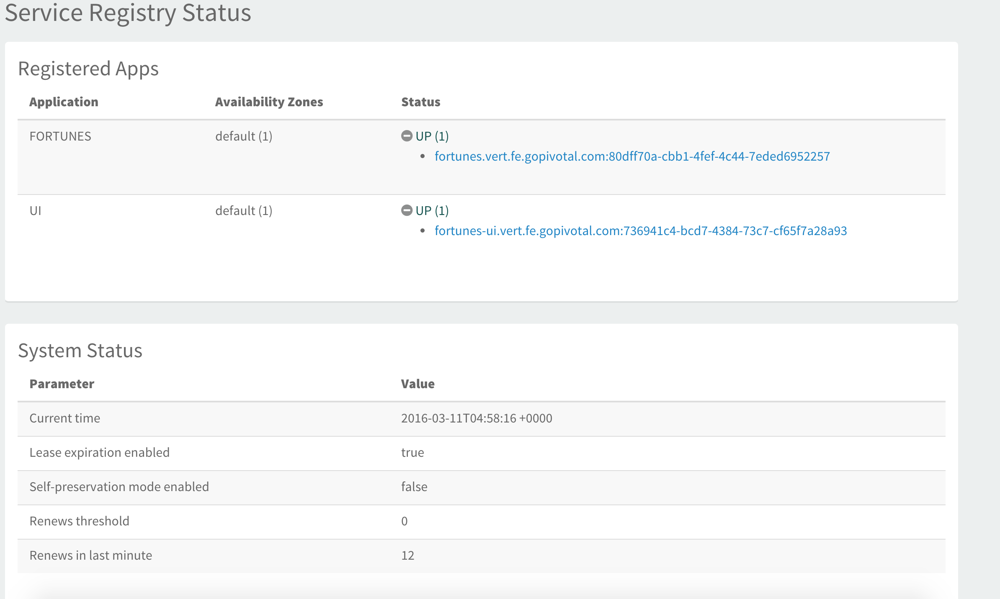 Service Registry Status
Registered Apps
Application Availability Zones Status
FORTUNES default (1) UP (1)
fortunes.vert.fe.gopivotal.com:80dff70a-cbb1-4fef-4c44-7eded6952257
UI default (1) UP (1)
fortunes-ui.vert.fe.gopivotal.com:736941c4-bcd7-4384-73c7-cf65f7a28a93
System Status
Parameter Value
Current time 2016-03-11T04:58:16 +0000
Lease expiration enabled true
Self-preservation mode enabled false
Renews threshold 0
Renews in last minute 12